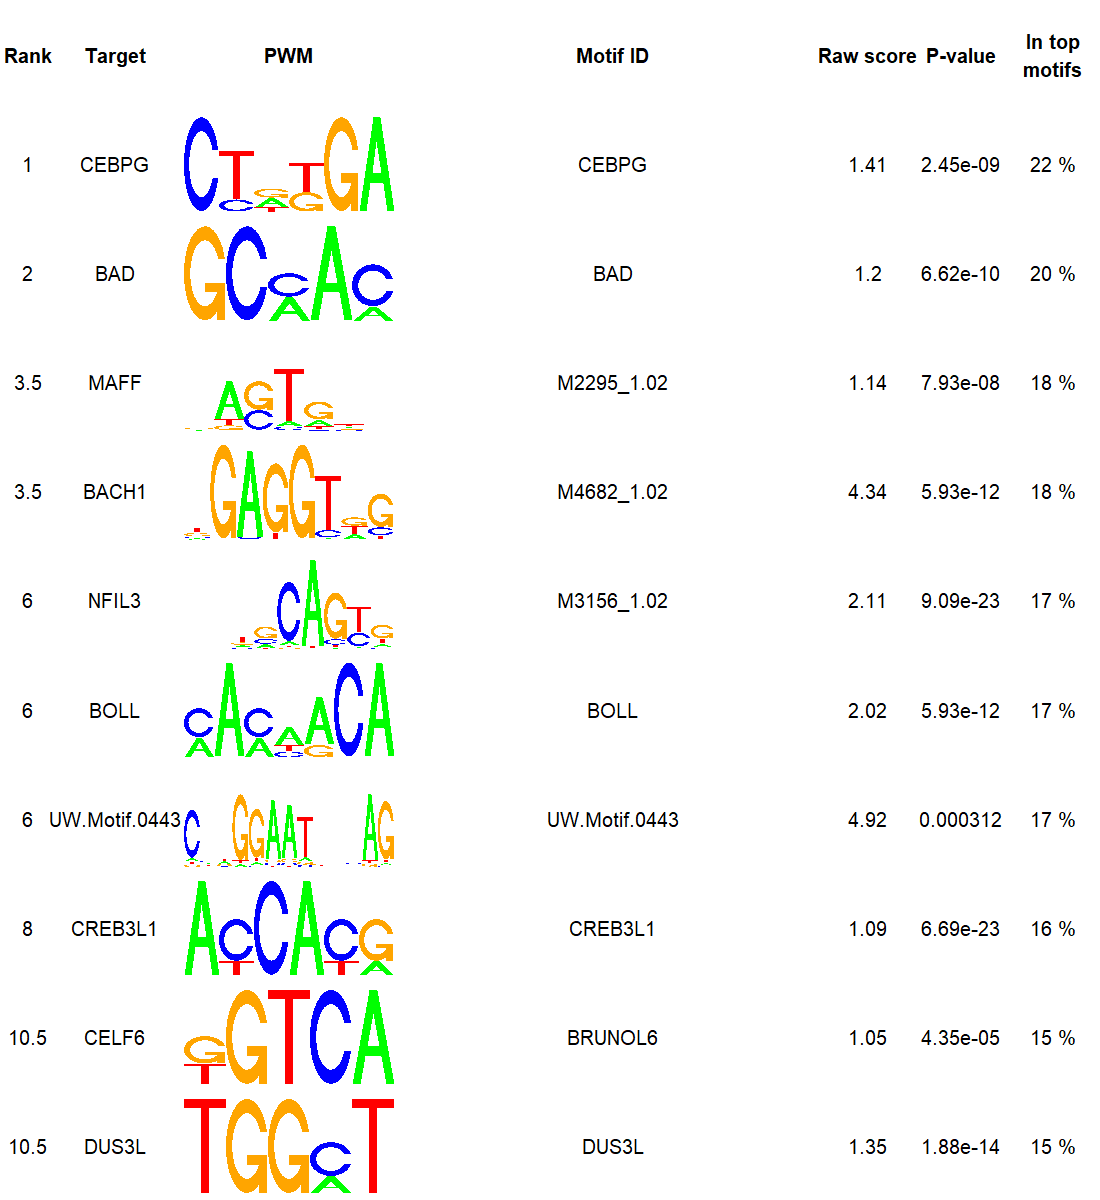 Rank Target PWM Motif ID Raw score P-value In top motifs
1 CEBPG CEBPG 1.41 2.45e-09 22 %
2 BAD BAD 1.2 6.62e-10 20 %
3.5 MAFF M2295_1.02 1.14 7.93e-08 18 %
3.5 BACH1 M4682_1.02 4.34 5.93e-12 18 %
6 NFIL3 M3156_1.02 2.11 9.09e-23 17 %
6 BOLL BOLL 2.02 5.93e-12 17 %
6 UW.Motif.0443 UW.Motif.0443 4.92 0.000312 17 %
8 CREB3L1 CREB3L1 1.09 6.69e-23 16 %
10.5 CELF6 BRUNOL6 1.05 4.35e-05 15 %
10.5 DUS3L DUS3L 1.35 1.88e-14 15 %